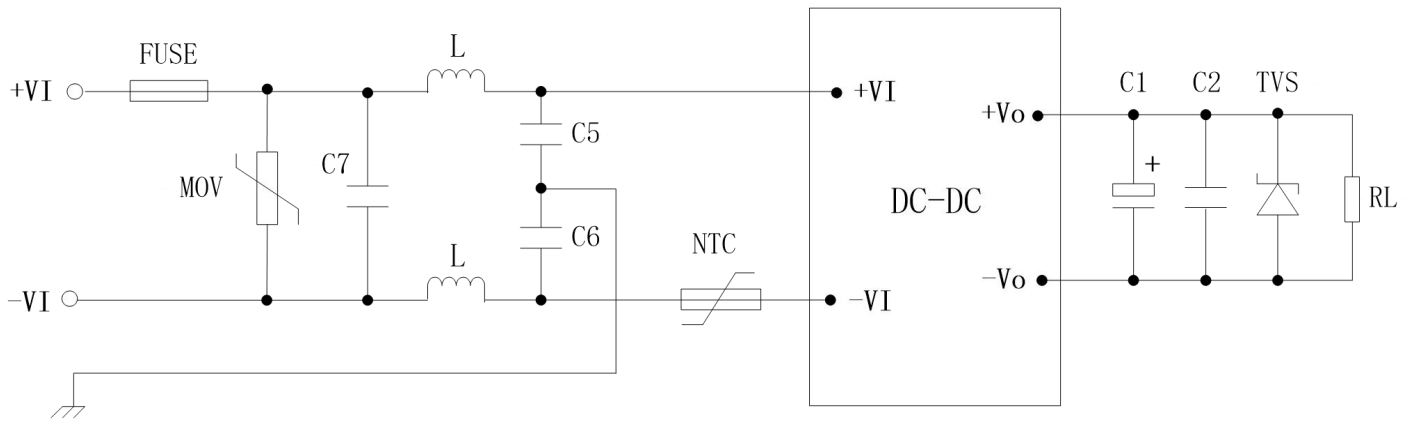 FUSE
L
+VI
+VI
C1
C2
TVS
+Vo
C5
+
C7
MOV
DC-DC
RL
C6
NTC
L
-VI
-VI
-Vo